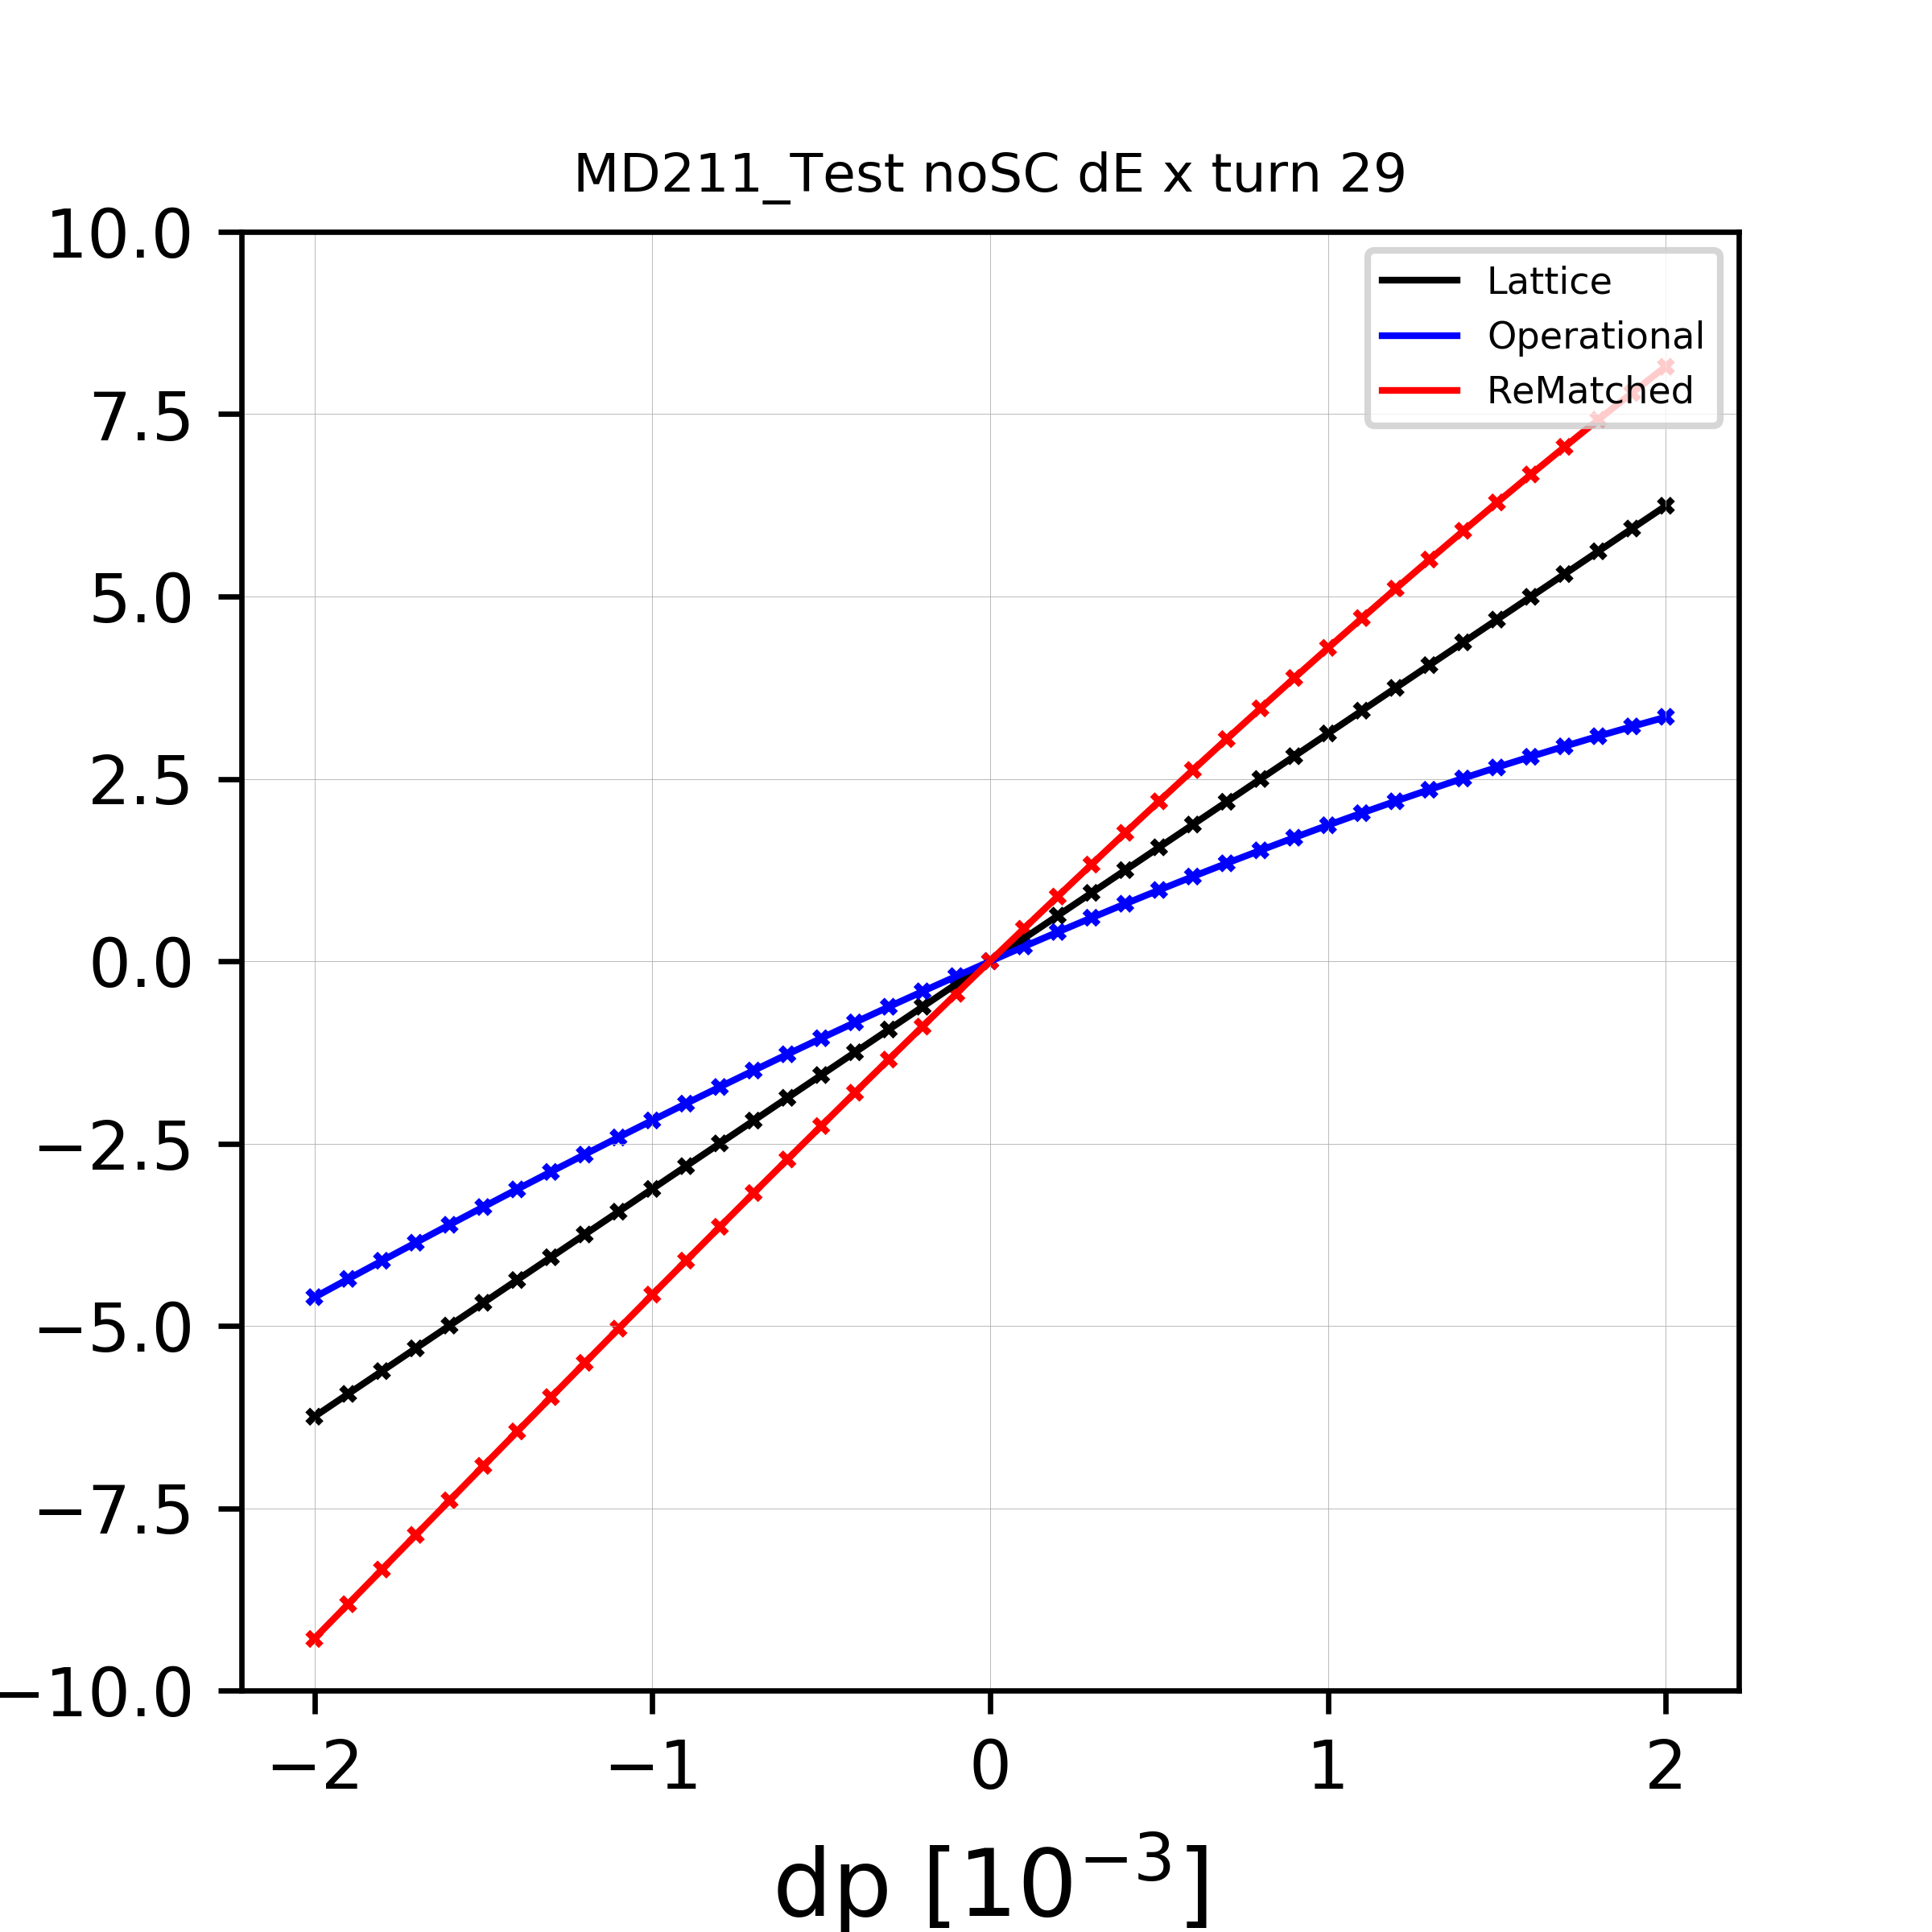 MD211_Test noSC dE x turn 29
10.0
7.5
5.0
2.5
0.0
−2.5
−5.0
−7.5
−10.0
Lattice
Operational
ReMatched
−2 −1 0 1 2
dp [10⁻³]